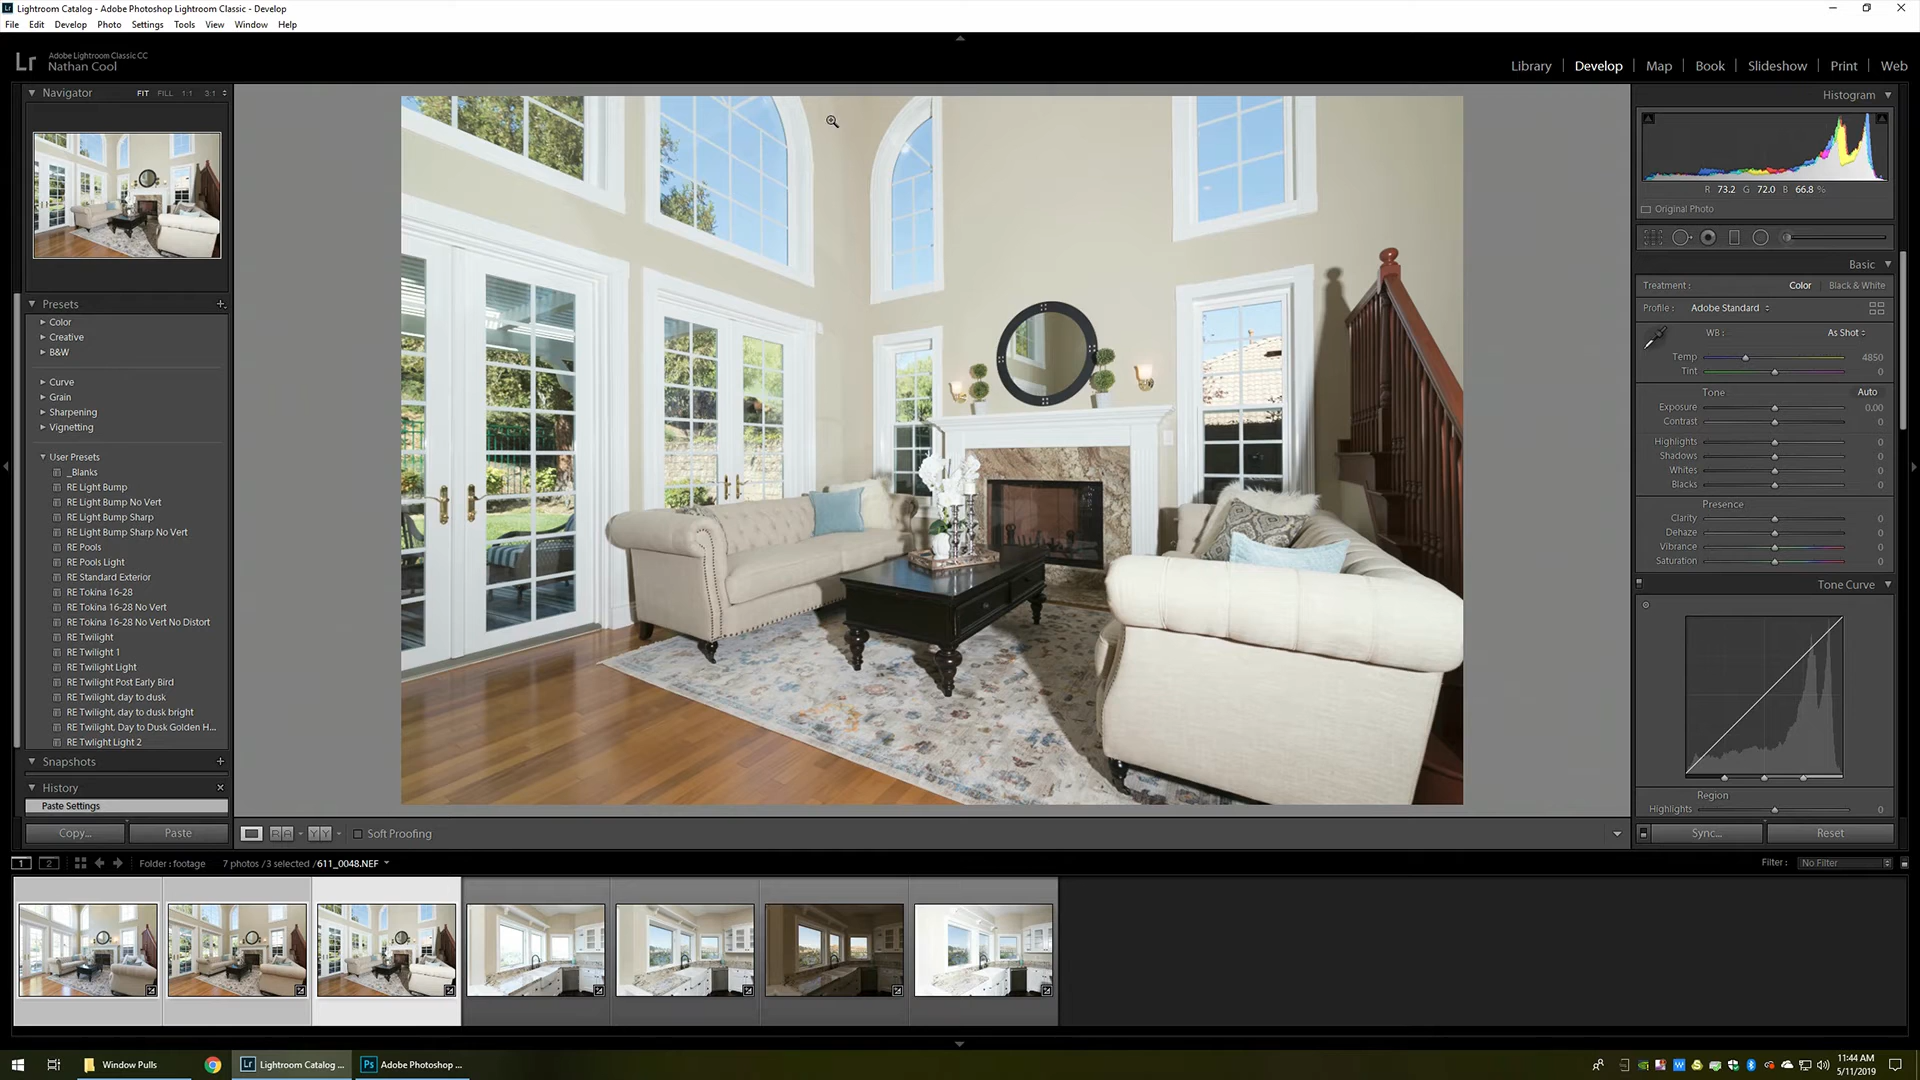 Lightroom Catalog - Adobe Photoshop Lightroom Classic - Develop
File Edit Develop Photo Settings Tools View Window Help
Lr
Adobe Lightroom Classic CC
Nathan Cool
Library Develop Map Book Slideshow Print Web
Navigator FIT FILL 1:1 3:1
Presets
Color
Creative
B&W
Curve
Grain
Sharpening
Vignetting
User Presets
_Blanks
RE Light Bump
RE Light Bump No Vert
RE Light Bump Sharp
RE Light Bump Sharp No Vert
RE Pools
RE Pools Light
RE Standard Exterior
RE Tokina 16-28
RE Tokina 16-28 No Vert
RE Tokina 16-28 No Vert No Distort
RE Twilight
RE Twilight 1
RE Twilight Light
RE Twilight Post Early Bird
RE Twilight, day to dusk
RE Twilight, day to dusk bright
RE Twilight, Day to Dusk Golden H...
RE Twlight Light 2
Snapshots
History
Paste Settings
Copy... Paste
Soft Proofing
Histogram
R 73.2 G 72.0 B 66.8 %
Original Photo
Basic
Treatment : Color Black & White
Profile : Adobe Standard
WB : As Shot
Temp 4850
Tint 0
Tone Auto
Exposure 0.00
Contrast 0
Highlights 0
Shadows 0
Whites 0
Blacks 0
Presence
Clarity 0
Dehaze 0
Vibrance 0
Saturation 0
Tone Curve
Region
Highlights 0
Sync... Reset
1 2 Folder : footage 7 photos /3 selected /611_0048.NEF
Filter : No Filter
Window Pulls
Lr Lightroom Catalog ...
Ps Adobe Photoshop ...
11:44 AM
5/11/2019